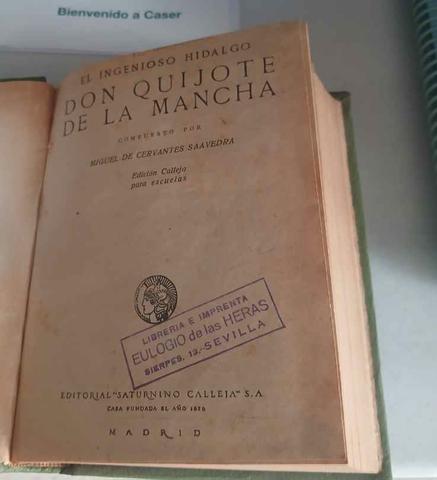 Bienvenido a Caser
EL INGENIOSO HIDALGO
DON QUIJOTE
DE LA MANCHA
COMPUESTO POR
MIGUEL DE CERVANTES SAAVEDRA
Edición Calleja
para escuelas
LIBRERIA E IMPRENTA
EULOGIO de las HERAS
SIERPES, 13.-SEVILLA
EDITORIAL "SATURNINO CALLEJA" S.A.
CASA FUNDADA EL AÑO 1876
MADRID